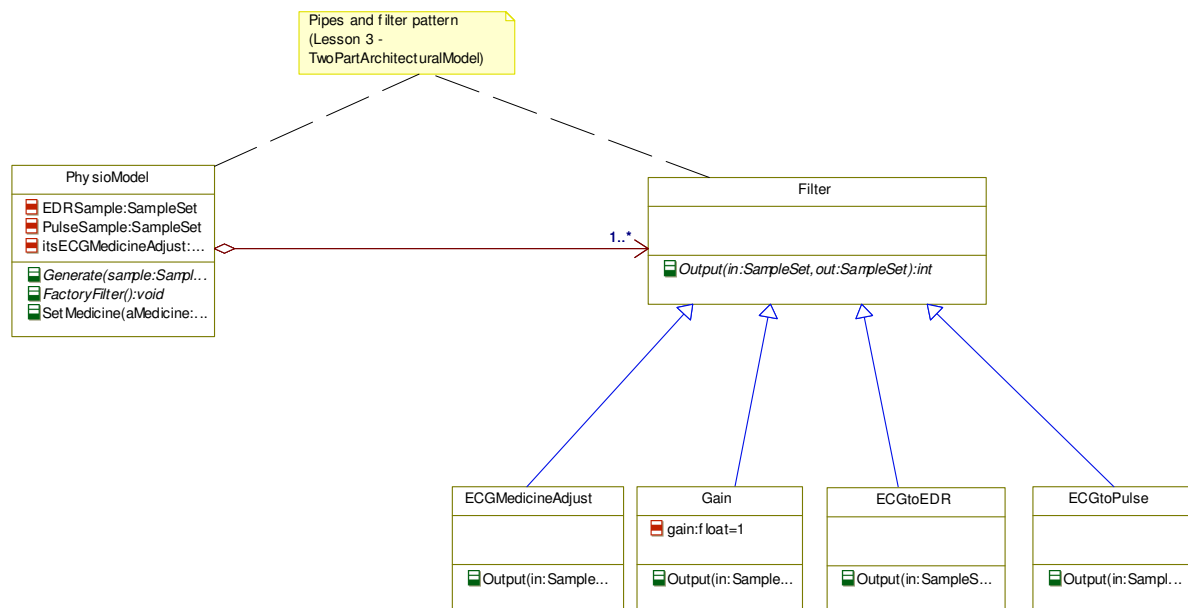 Pipes and filter pattern
(Lesson 3 -
TwoPartArchitecturalModel)
PhysioModel
EDRSample:SampleSet
PulseSample:SampleSet
itsECGMedicineAdjust:...
Generate(sample:Sampl...
FactoryFilter():void
SetMedicine(aMedicine:...
1..*
Filter
Output(in:SampleSet,out:SampleSet):int
ECGMedicineAdjust
Output(in:Sample...
Gain
gain:float=1
Output(in:Sample...
ECGtoEDR
Output(in:SampleS...
ECGtoPulse
Output(in:Sampl...